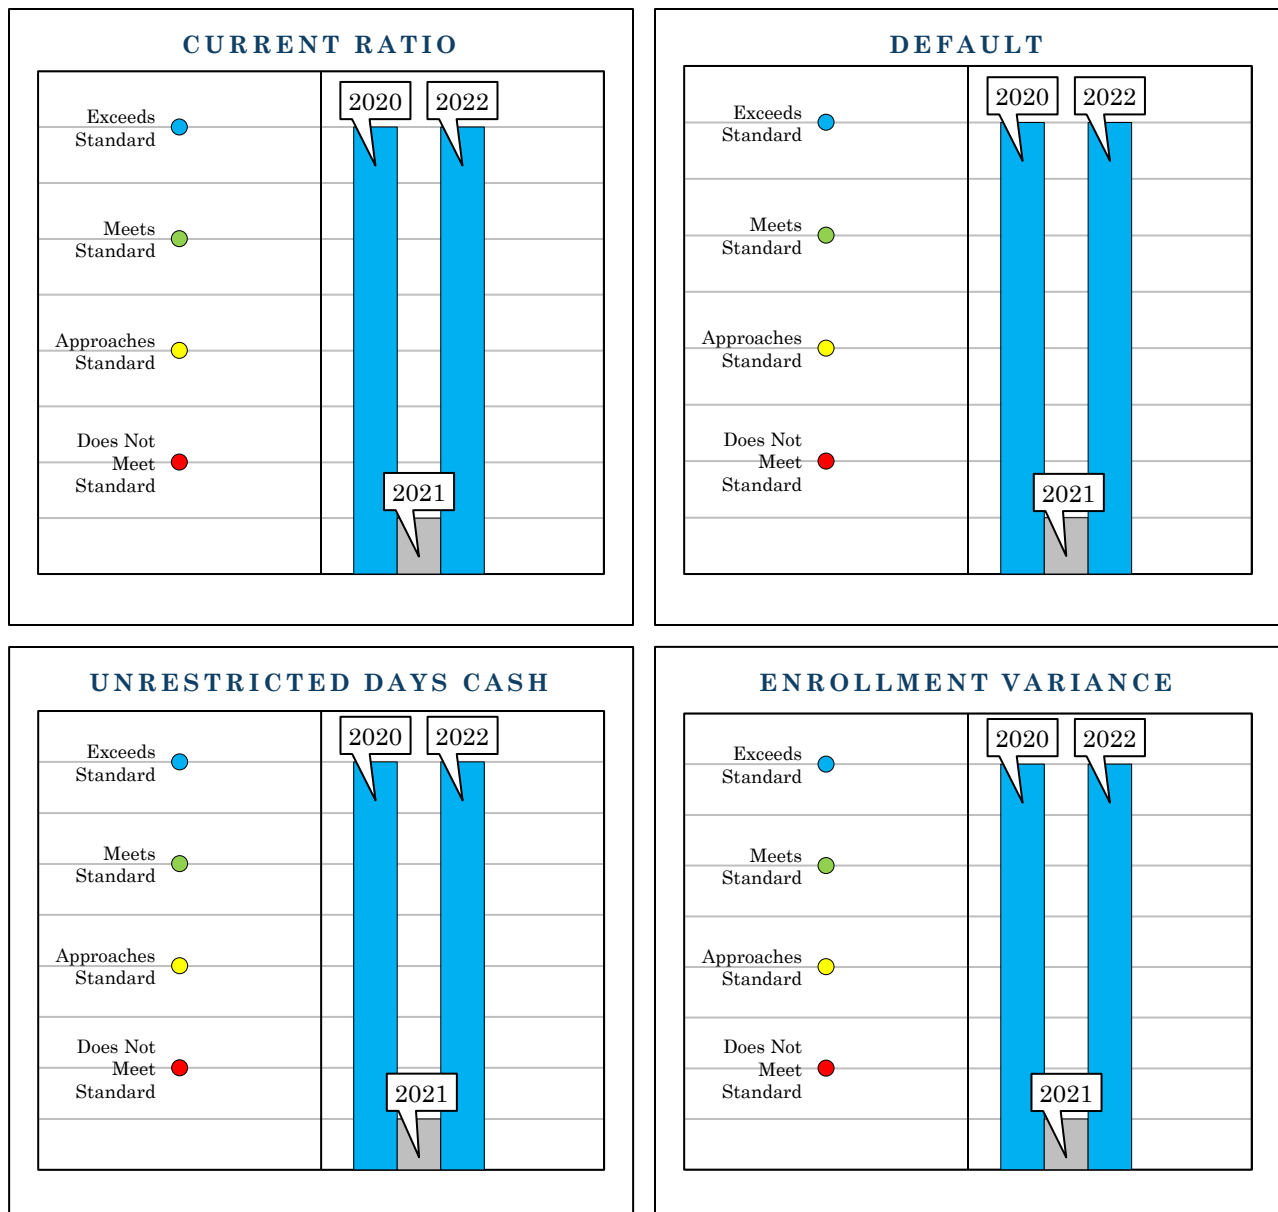 CURRENT RATIO
Exceeds
Standard
Meets
Standard
Approaches
Standard
Does Not
Meet
Standard
2020
2022
2021
DEFAULT
Exceeds
Standard
Meets
Standard
Approaches
Standard
Does Not
Meet
Standard
2020
2022
2021
UNRESTRICTED DAYS CASH
Exceeds
Standard
Meets
Standard
Approaches
Standard
Does Not
Meet
Standard
2020
2022
2021
ENROLLMENT VARIANCE
Exceeds
Standard
Meets
Standard
Approaches
Standard
Does Not
Meet
Standard
2020
2022
2021